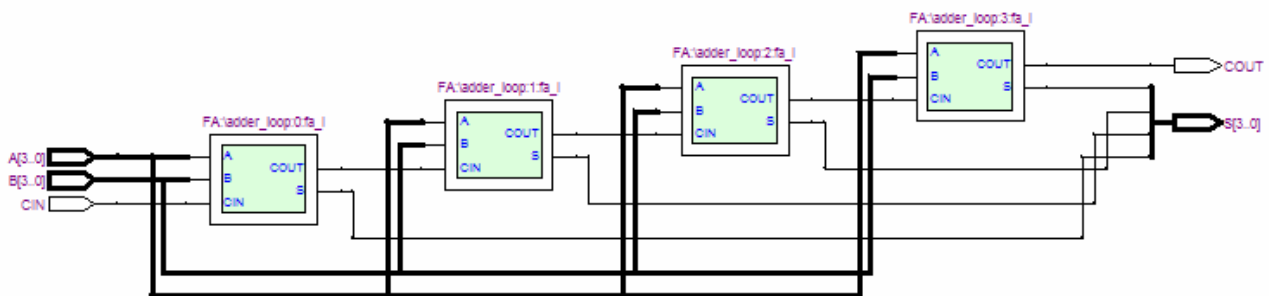 FA:\adder_loop:3:fa_i
A
B
CIN
COUT
S
COUT
S[3..0]
FA:\adder_loop:2:fa_i
A
B
CIN
COUT
S
FA:\adder_loop:1:fa_i
A
B
CIN
COUT
S
FA:\adder_loop:0:fa_i
A
B
CIN
COUT
S
A[3..0]
B[3..0]
CIN